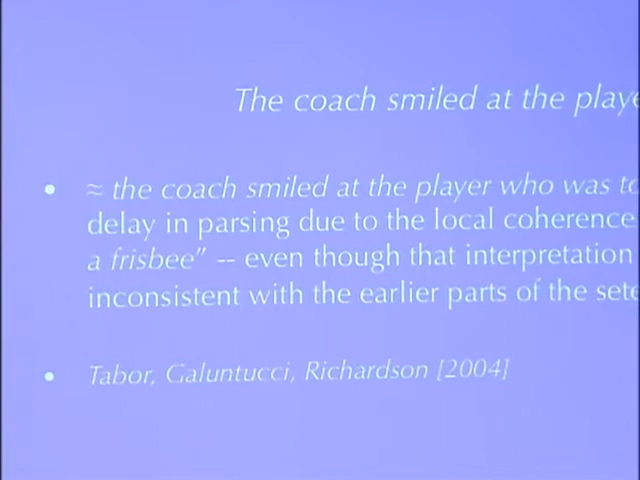 The coach smiled at the playe
• ≈ the coach smiled at the player who was to
delay in parsing due to the local coherence
a frisbee" -- even though that interpretation
inconsistent with the earlier parts of the sete
• Tabor, Galuntucci, Richardson [2004]